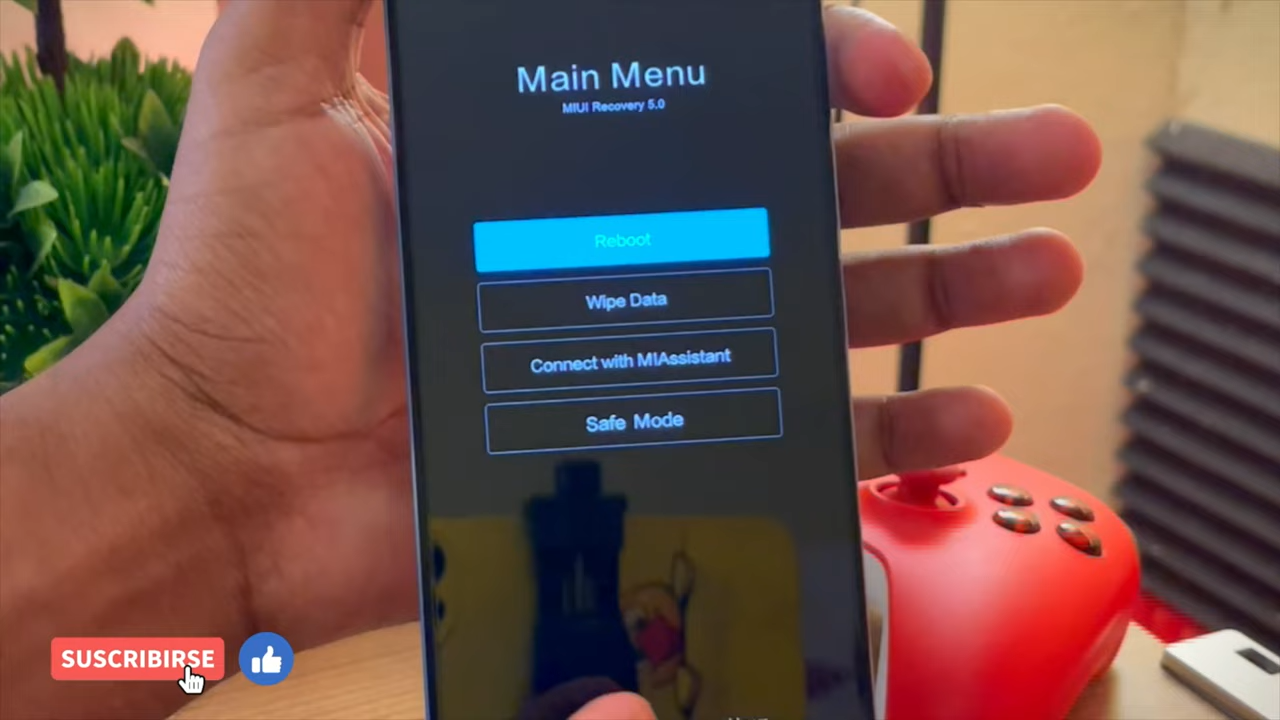 Main Menu
MIUI Recovery 5.0
Reboot
Wipe Data
Connect with MIAssistant
Safe Mode
SUSCRIBIRSE